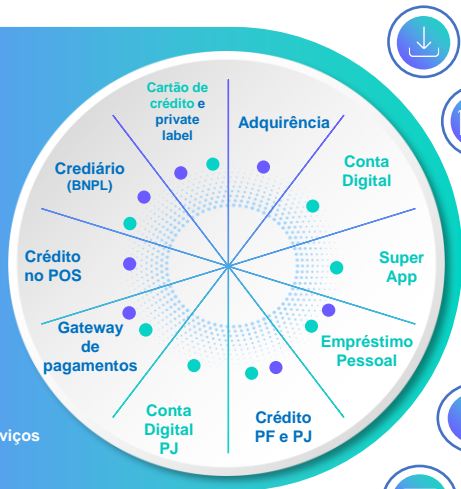 Cartão de
crédito e
private
label
Adquirência
Conta
Digital
Super
App
Empréstimo
Pessoal
Crédito
PF e PJ
Conta
Digital
PJ
Gateway
de
pagamentos
Crédito
no POS
Crediário
(BNPL)
viços